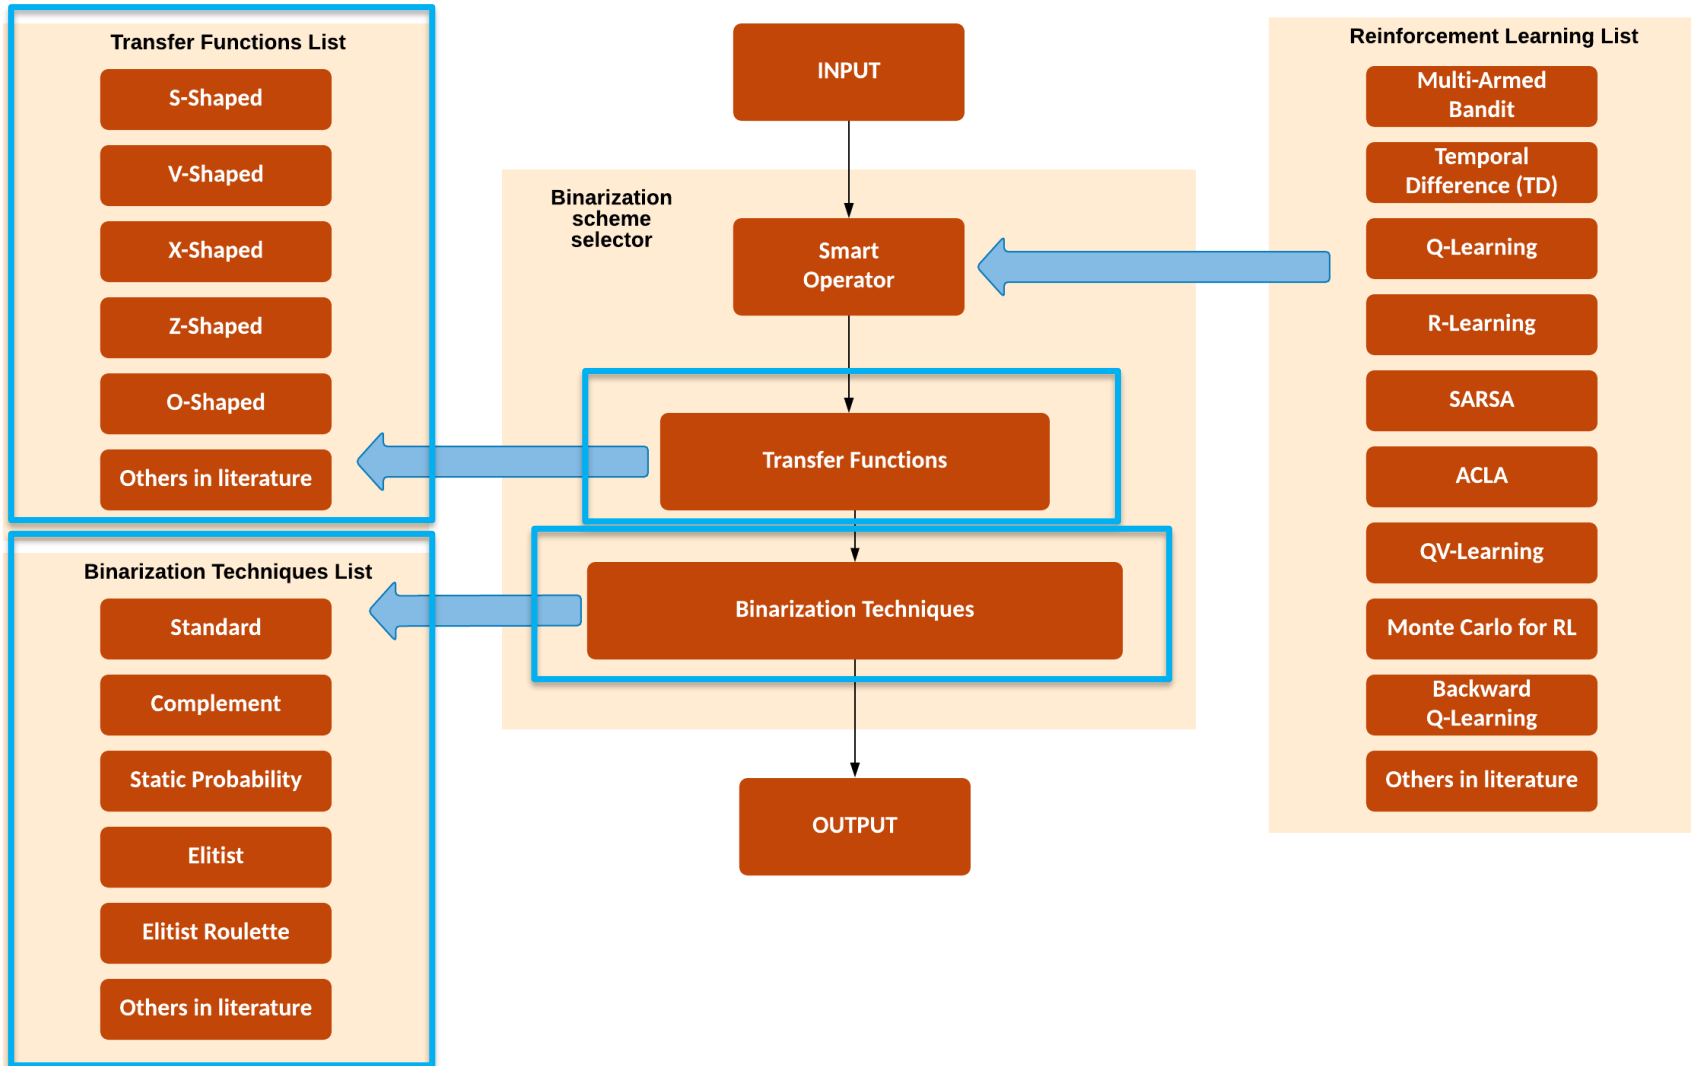 Transfer Functions List
S-Shaped
V-Shaped
X-Shaped
Z-Shaped
O-Shaped
Others in literature
Binarization Techniques List
Standard
Complement
Static Probability
Elitist
Elitist Roulette
Others in literature
INPUT
Binarization
scheme
selector
Smart
Operator
Transfer Functions
Binarization Techniques
OUTPUT
Reinforcement Learning List
Multi-Armed
Bandit
Temporal
Difference (TD)
Q-Learning
R-Learning
SARSA
ACLA
QV-Learning
Monte Carlo for RL
Backward
Q-Learning
Others in literature